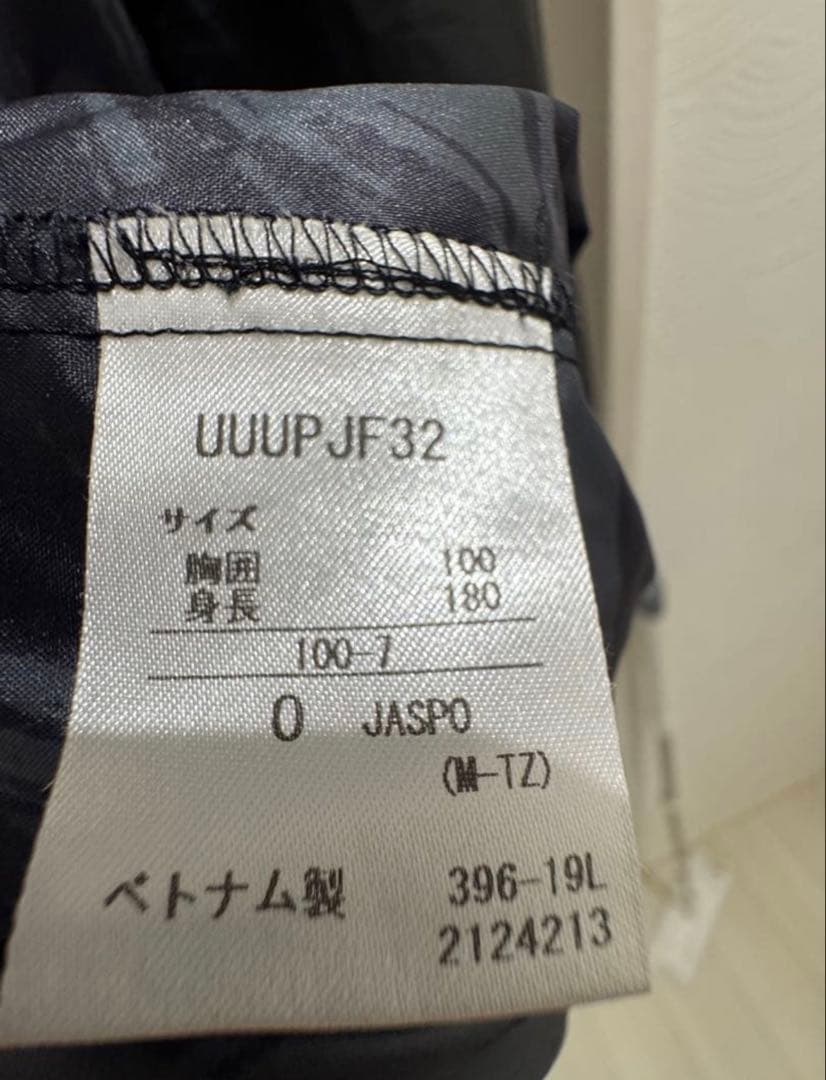 UUUPJF32
サイズ
胸囲 100
身長 180
100-7
O JASPO
(M-TZ)
ベトナム製 396-19L
2124213